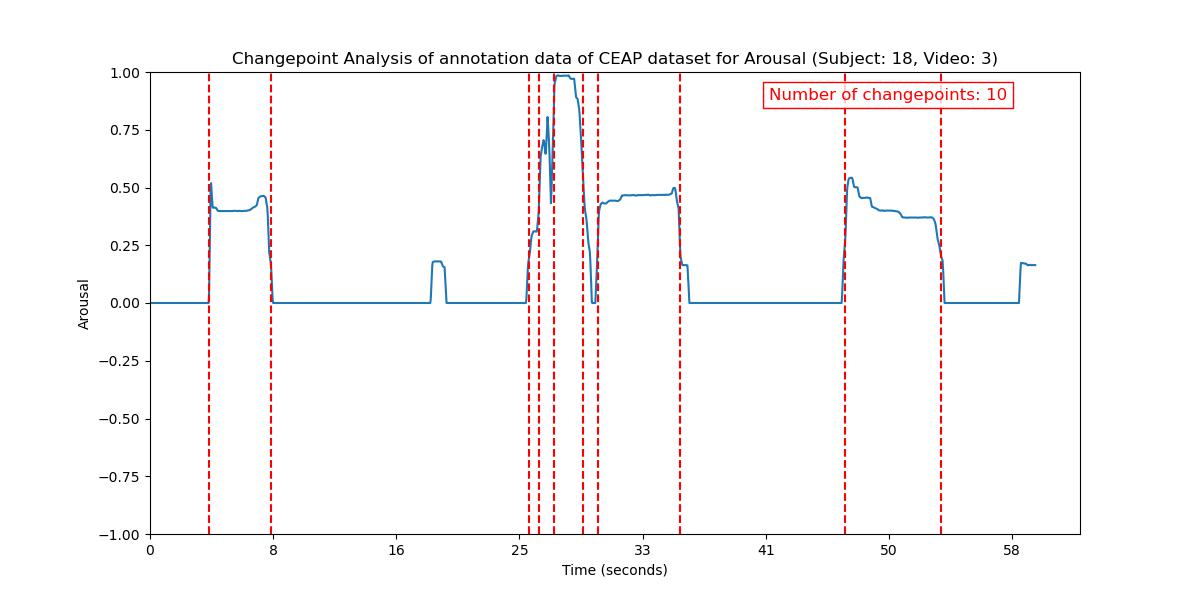 Changepoint Analysis of annotation data of CEAP dataset for Arousal (Subject: 18, Video: 3)
Number of changepoints: 10
1.00
0.75
0.50
0.25
0.00
−0.25
−0.50
−0.75
−1.00
Arousal
0 8 16 25 33 41 50 58
Time (seconds)